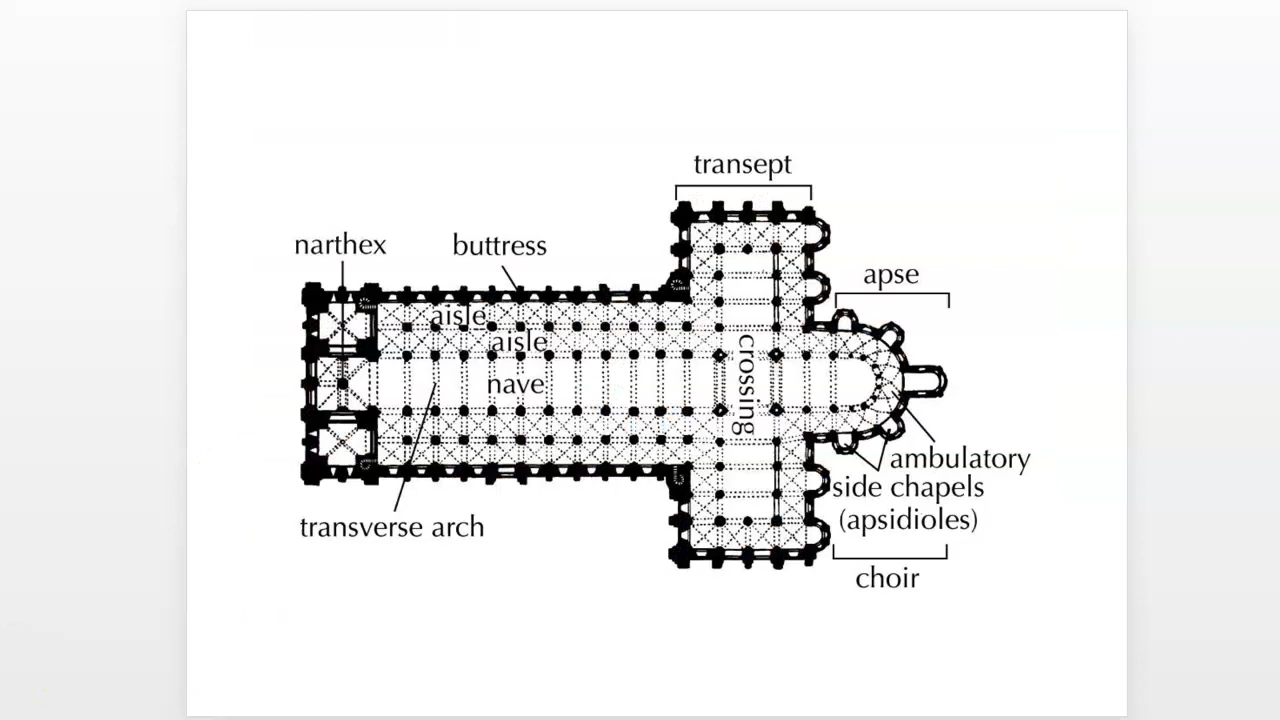 transept
narthex
buttress
apse
aisle
aisle
crossing
nave
ambulatory
side chapels
(apsidioles)
transverse arch
choir